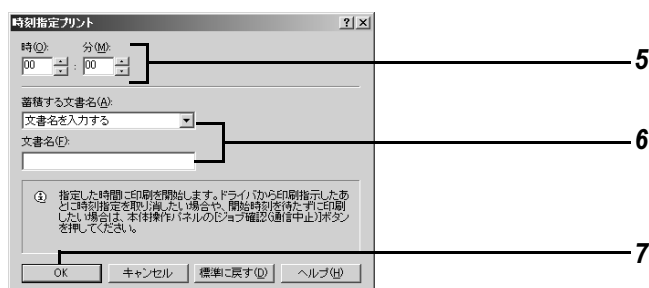 時刻指定プリント
時(O): 分(M):
00 : 00
5
蓄積する文書名(A):
文書名を入力する
6
文書名(F):
指定した時間に印刷を開始します。ドライバから印刷指示したあ
とに時刻指定を取り消したい場合や、開始時刻を待たずに印刷
したい場合は、本体操作パネルの[ジョブ確認(通信中止)]ボタン
を押してください。
7
OK キャンセル 標準に戻す(D) ヘルプ(H)